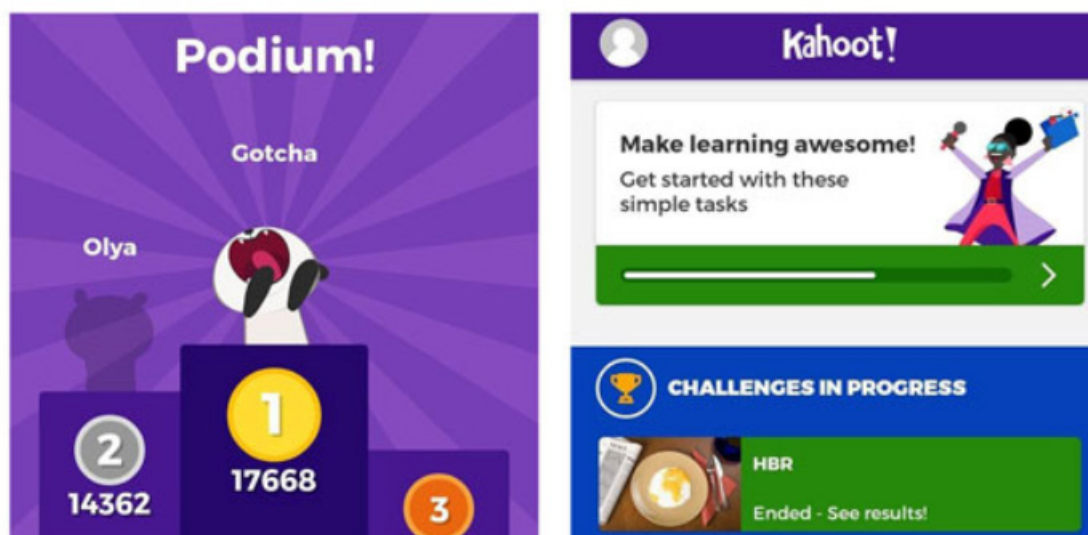 Podium!
Gotcha
Olya
1
2
17668
14362
3
Kahoot!
Make learning awesome!
Get started with these
simple tasks
CHALLENGES IN PROGRESS
HBR
Ended - See results!